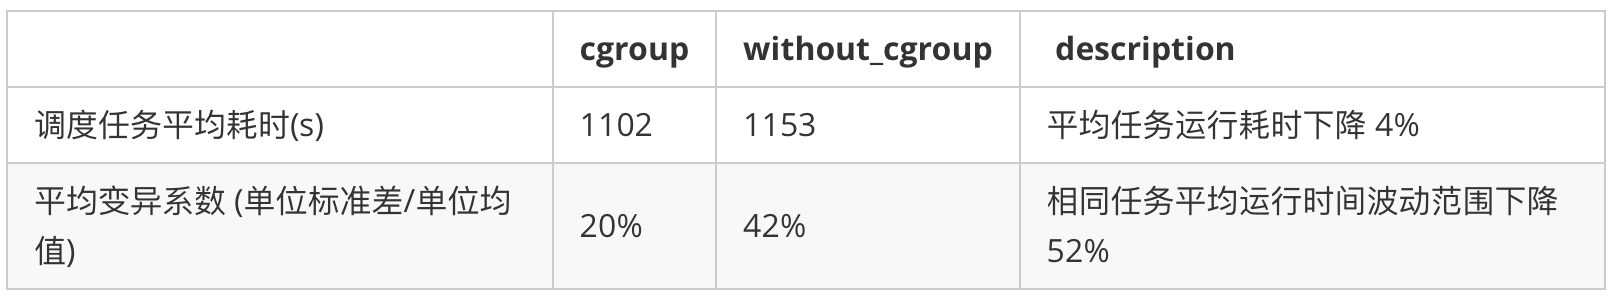 cgroup without_cgroup description
调度任务平均耗时(s) 1102 1153 平均任务运行耗时下降 4%
平均变异系数 (单位标准差/单位均
值)
20% 42%
相同任务平均运行时间波动范围下降
52%